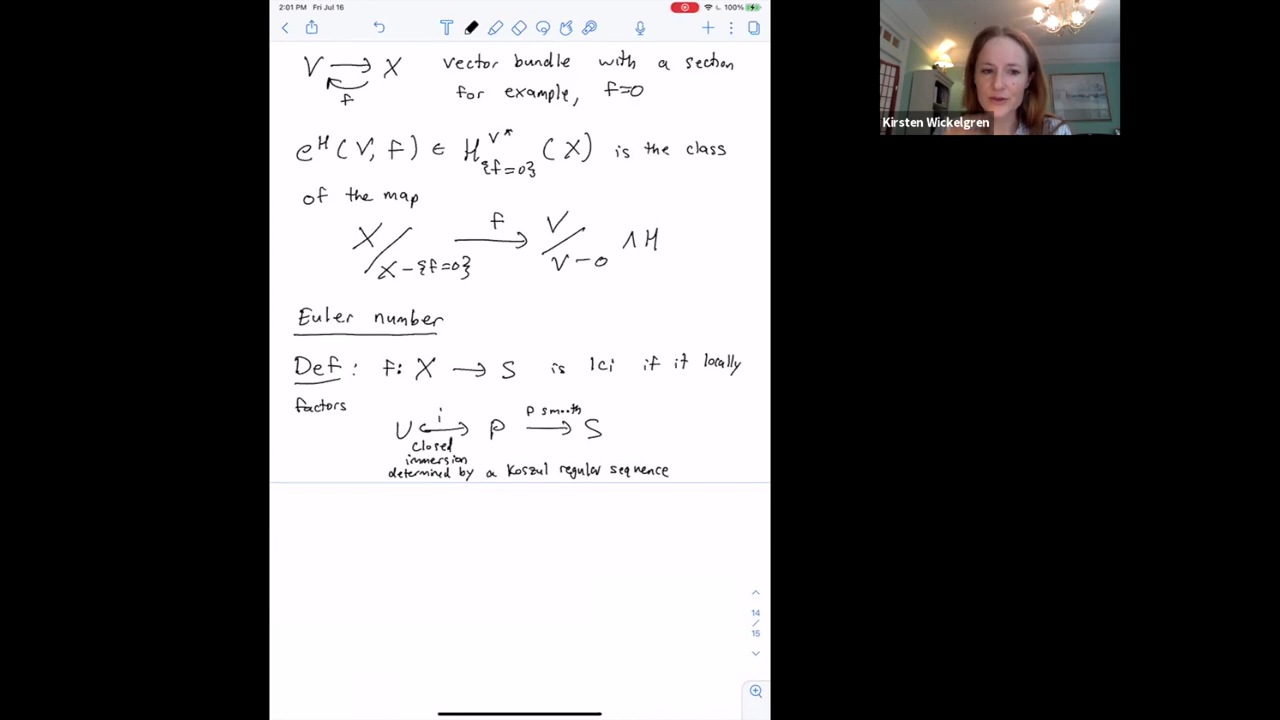 2:01 PM Fri Jul 16
100%
T
V ⟶ X vector bundle with a section
f for example, f=0
e^H (V, f) ∈ H^{V*}_{{f=0}} (X) is the class
of the map
X / X - {f=0} ⟶^f V / V - 0 ∧ H
Euler number
Def: f: X ⟶ S is lci if it locally
factors
U ↪^i P ⟶^{p smooth} S
closed
immersion
determined by a Koszul regular sequence
14
/
15
Kirsten Wickelgren